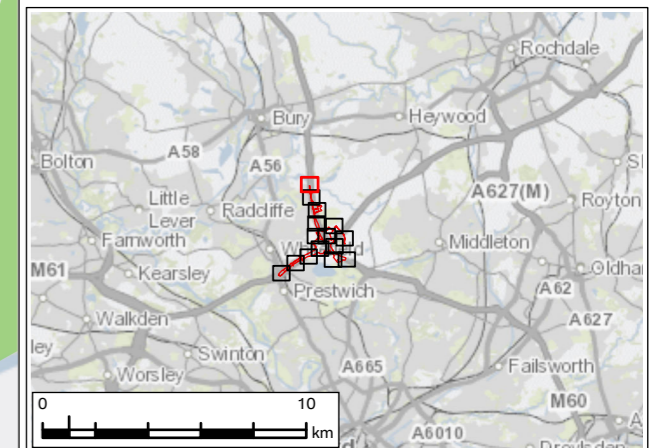 Rochdale
Bury
Heywood
A58
Bolton
A56
A627(M)
Little
Lever
Radcliffe
Royton
Farnworth
Middleton
M61
Kearsley
Oldha
A62
Prestwich
Walkden
A627
ley
Swinton
A665
Failsworth
Worsley
M60
0 10
km
A6010